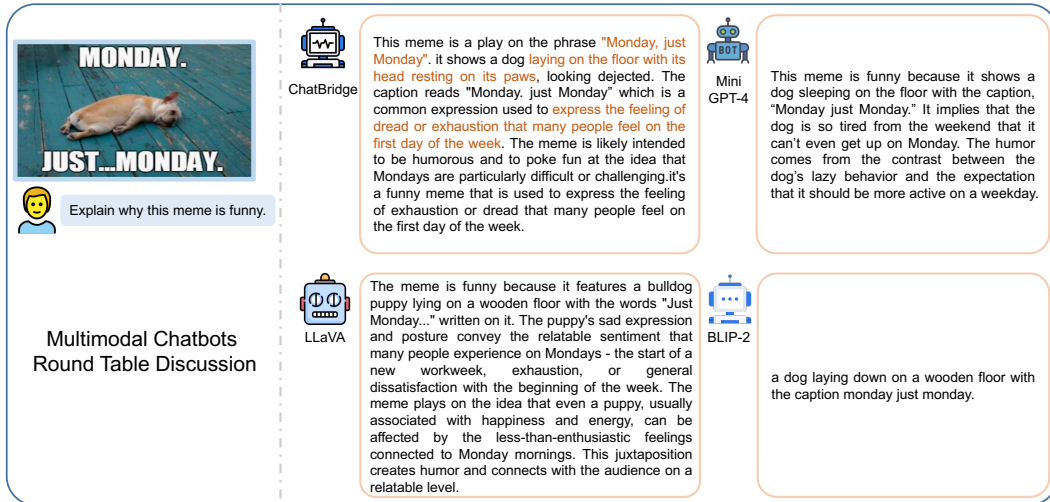 MONDAY.
JUST...MONDAY.
Explain why this meme is funny.
Multimodal Chatbots
Round Table Discussion
ChatBridge
This meme is a play on the phrase "Monday, just
Monday". it shows a dog laying on the floor with its
head resting on its paws, looking dejected. The
caption reads "Monday. just Monday” which is a
common expression used to express the feeling of
dread or exhaustion that many people feel on the
first day of the week. The meme is likely intended
to be humorous and to poke fun at the idea that
Mondays are particularly difficult or challenging.it's
a funny meme that is used to express the feeling
of exhaustion or dread that many people feel on
the first day of the week.
BOT
Mini
GPT-4
This meme is funny because it shows a
dog sleeping on the floor with the caption,
“Monday just Monday.” It implies that the
dog is so tired from the weekend that it
can’t even get up on Monday. The humor
comes from the contrast between the
dog’s lazy behavior and the expectation
that it should be more active on a weekday.
LLaVA
The meme is funny because it features a bulldog
puppy lying on a wooden floor with the words "Just
Monday..." written on it. The puppy's sad expression
and posture convey the relatable sentiment that
many people experience on Mondays - the start of a
new workweek, exhaustion, or general
dissatisfaction with the beginning of the week. The
meme plays on the idea that even a puppy, usually
associated with happiness and energy, can be
affected by the less-than-enthusiastic feelings
connected to Monday mornings. This juxtaposition
creates humor and connects with the audience on a
relatable level.
BLIP-2
a dog laying down on a wooden floor with
the caption monday just monday.